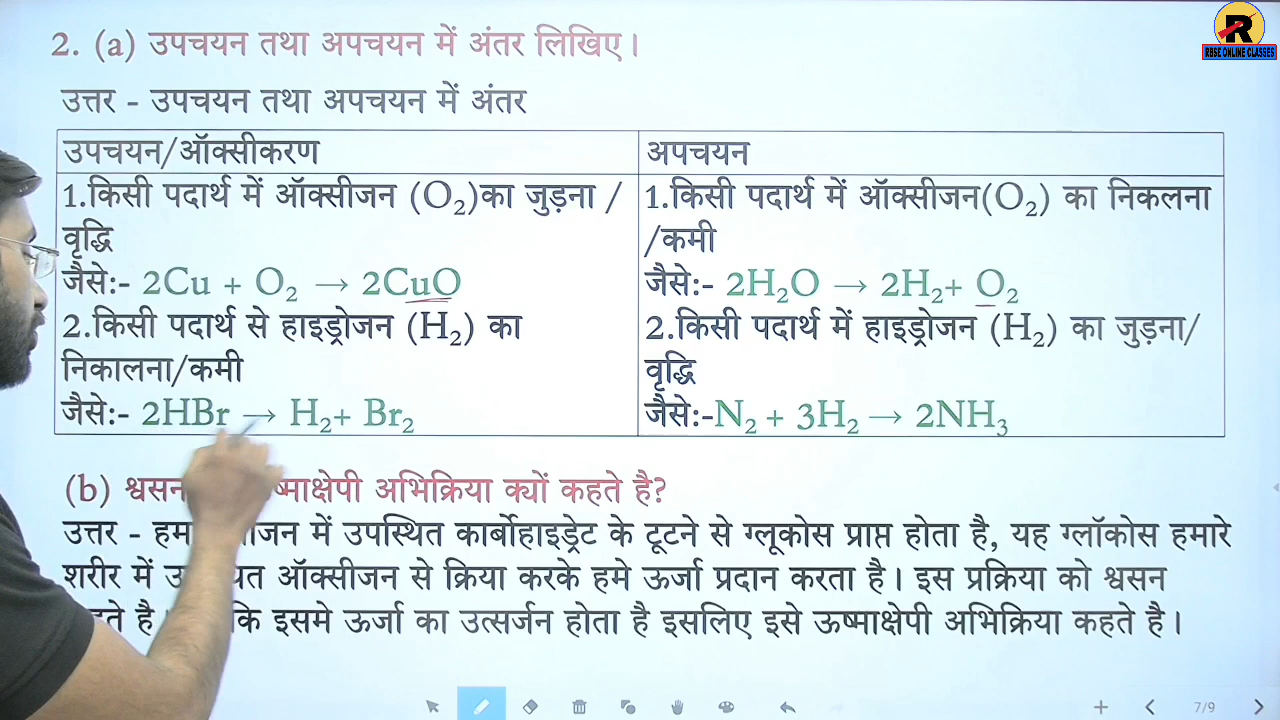 2. (a) उपचयन तथा अपचयन में अंतर लिखिए।
R
RBSE ONLINE CLASSES
उत्तर - उपचयन तथा अपचयन में अंतर
उपचयन/ऑक्सीकरण
1.किसी पदार्थ में ऑक्सीजन (O₂)का जुड़ना /
वृद्धि
जैसे:- 2Cu + O₂ → 2CuO
2.किसी पदार्थ से हाइड्रोजन (H₂) का
निकालना/कमी
जैसे:- 2HBr → H₂+ Br₂
अपचयन
1.किसी पदार्थ में ऑक्सीजन(O₂) का निकलना
/कमी
जैसे:- 2H₂O → 2H₂+ O₂
2.किसी पदार्थ में हाइड्रोजन (H₂) का जुड़ना/
वृद्धि
जैसे:-N₂ + 3H₂ → 2NH₃
(b) श्वसन अभिक्रिया क्यों कहते है?
उत्तर - में उपस्थित कार्बोहाइड्रेट के टूटने से ग्लूकोस प्राप्त होता है, यह ग्लॉकोस हमारे
शरीर में ऑक्सीजन से क्रिया करके हमे ऊर्जा प्रदान करता है। इस प्रक्रिया को श्वसन
है। इसमे ऊर्जा का उत्सर्जन होता है इसलिए इसे ऊष्माक्षेपी अभिक्रिया कहते है।
7/9